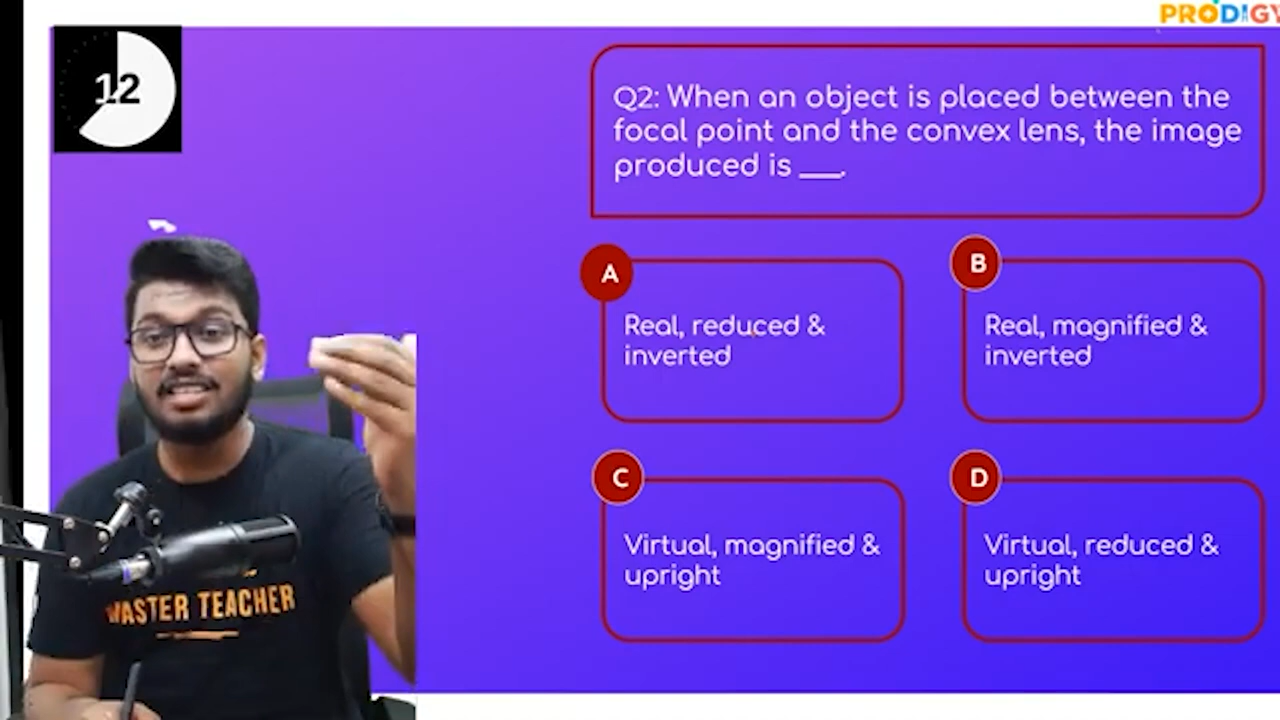 PRODIGY
12
Q2: When an object is placed between the
focal point and the convex lens, the image
produced is ___.
A
Real, reduced &
inverted
B
Real, magnified &
inverted
C
Virtual, magnified &
upright
D
Virtual, reduced &
upright
MASTER TEACHER